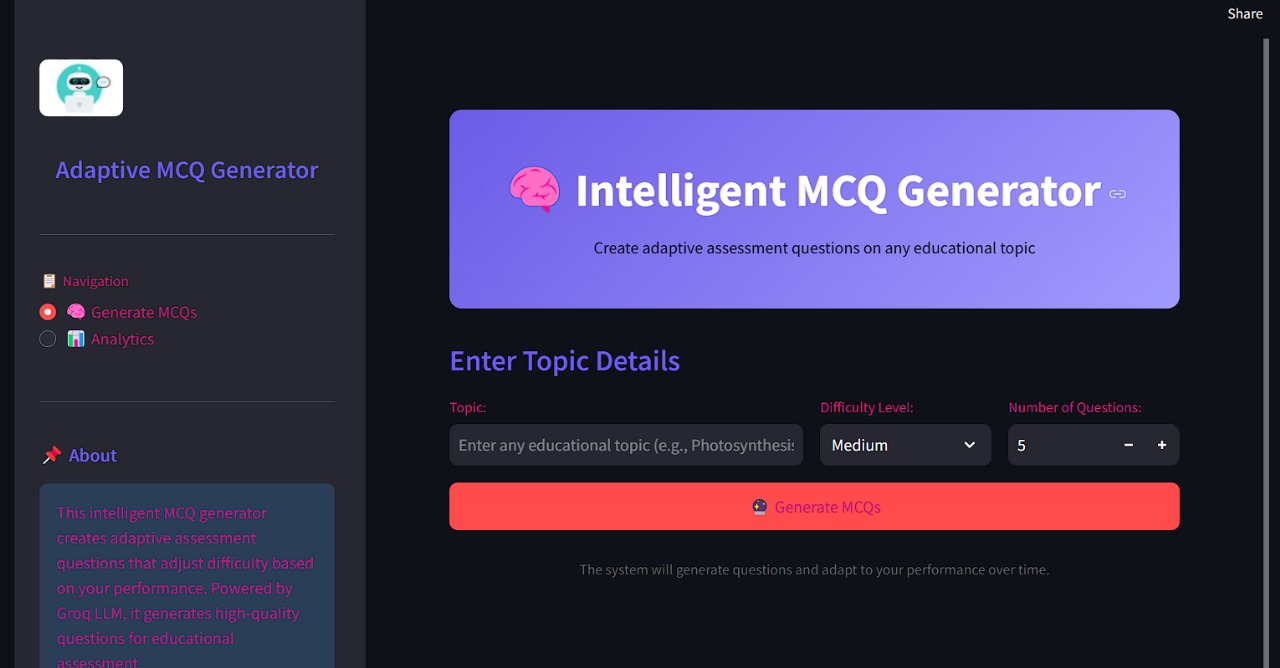 Share
Adaptive MCQ Generator
Navigation
Generate MCQs
Analytics
About
This intelligent MCQ generator
creates adaptive assessment
questions that adjust difficulty based
on your performance. Powered by
Groq LLM, it generates high-quality
questions for educational
assessment
Intelligent MCQ Generator
Create adaptive assessment questions on any educational topic
Enter Topic Details
Topic: Difficulty Level: Number of Questions:
Enter any educational topic (e.g., Photosynthesis Medium 5 − +
Generate MCQs
The system will generate questions and adapt to your performance over time.